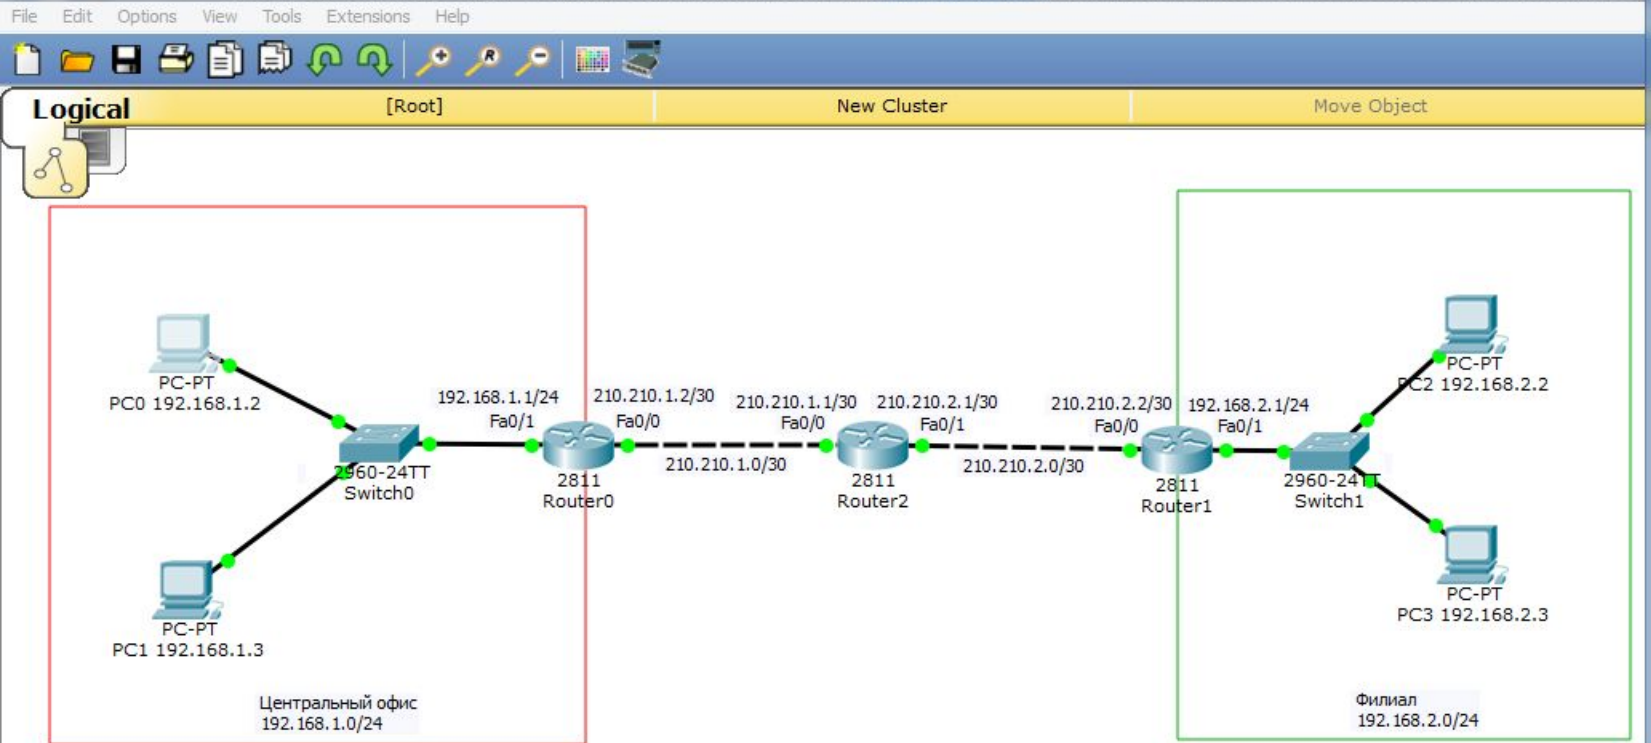 File Edit Options View Tools Extensions Help
R
Logical
[Root]
New Cluster
Move Object
PC-PT
PC0 192.168.1.2
PC-PT
PC1 192.168.1.3
2960-24TT
Switch0
192.168.1.1/24
Fa0/1
210.210.1.2/30
Fa0/0
2811
Router0
210.210.1.0/30
210.210.1.1/30
Fa0/0
210.210.2.1/30
Fa0/1
2811
Router2
210.210.2.0/30
210.210.2.2/30
Fa0/0
192.168.2.1/24
Fa0/1
2811
Router1
2960-24TT
Switch1
PC-PT
PC2 192.168.2.2
PC-PT
PC3 192.168.2.3
Центральный офис
192.168.1.0/24
Филиал
192.168.2.0/24